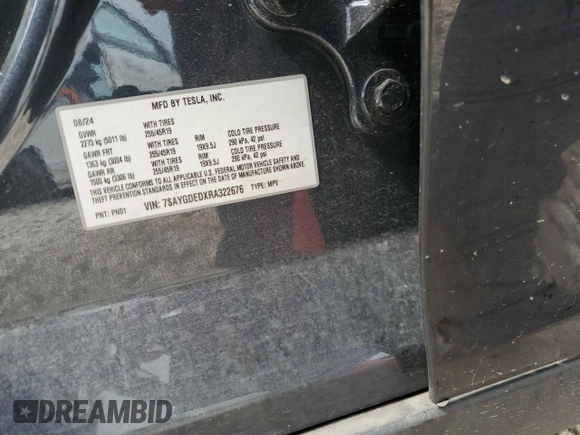 MFD BY TESLA, INC.
08/24
GVWR WITH TIRES
2273 kg (5011 lb) 255/45R19 RIM COLD TIRE PRESSURE
GAWR FRT WITH TIRES 19X9.5J 290 kPa, 42 psi
1363 kg (3004 lb) 255/45R19 RIM COLD TIRE PRESSURE
GAWR RR WITH TIRES 19X9.5J 290 kPa, 42 psi
1500 kg (3306 lb) 255/45R19
THIS VEHICLE CONFORMS TO ALL APPLICABLE U.S. FEDERAL MOTOR VEHICLE SAFETY AND
THEFT PREVENTION STANDARDS IN EFFECT ON THE DATE OF MANUFACTURE SHOWN ABOVE.
PNT: PN01 VIN: 7SAYGDEDXRA322676 TYPE: MPV
DREAMBID